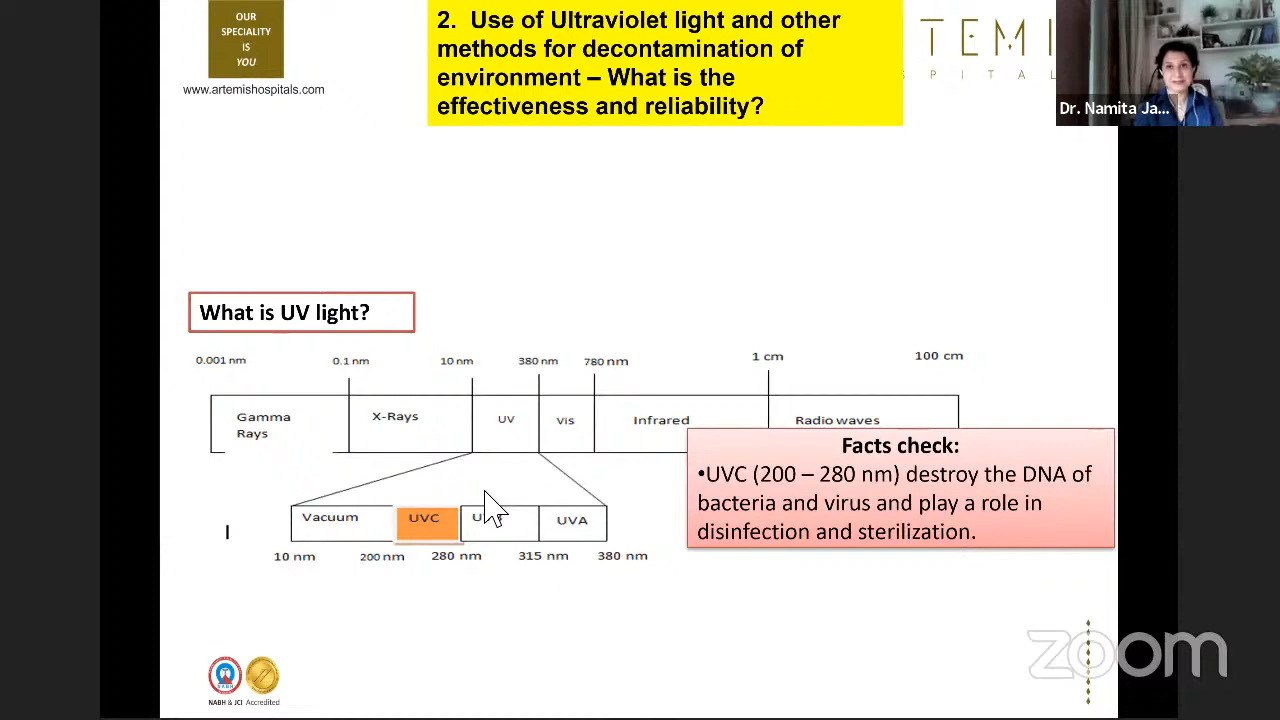 OUR
SPECIALITY
IS
YOU
www.artemishospitals.com
2. Use of Ultraviolet light and other
methods for decontamination of
environment – What is the
effectiveness and reliability?
TEMI
SPITAL
Dr. Namita Ja...
What is UV light?
0.001 nm 0.1 nm 10 nm 380 nm 780 nm 1 cm 100 cm
Gamma
Rays
X-Rays UV Vis Infrared Radio waves
Facts check:
•UVC (200 – 280 nm) destroy the DNA of
bacteria and virus and play a role in
disinfection and sterilization.
Vacuum UVC UVA
10 nm 200 nm 280 nm 315 nm 380 nm
NABH & JCI Accredited
zoom